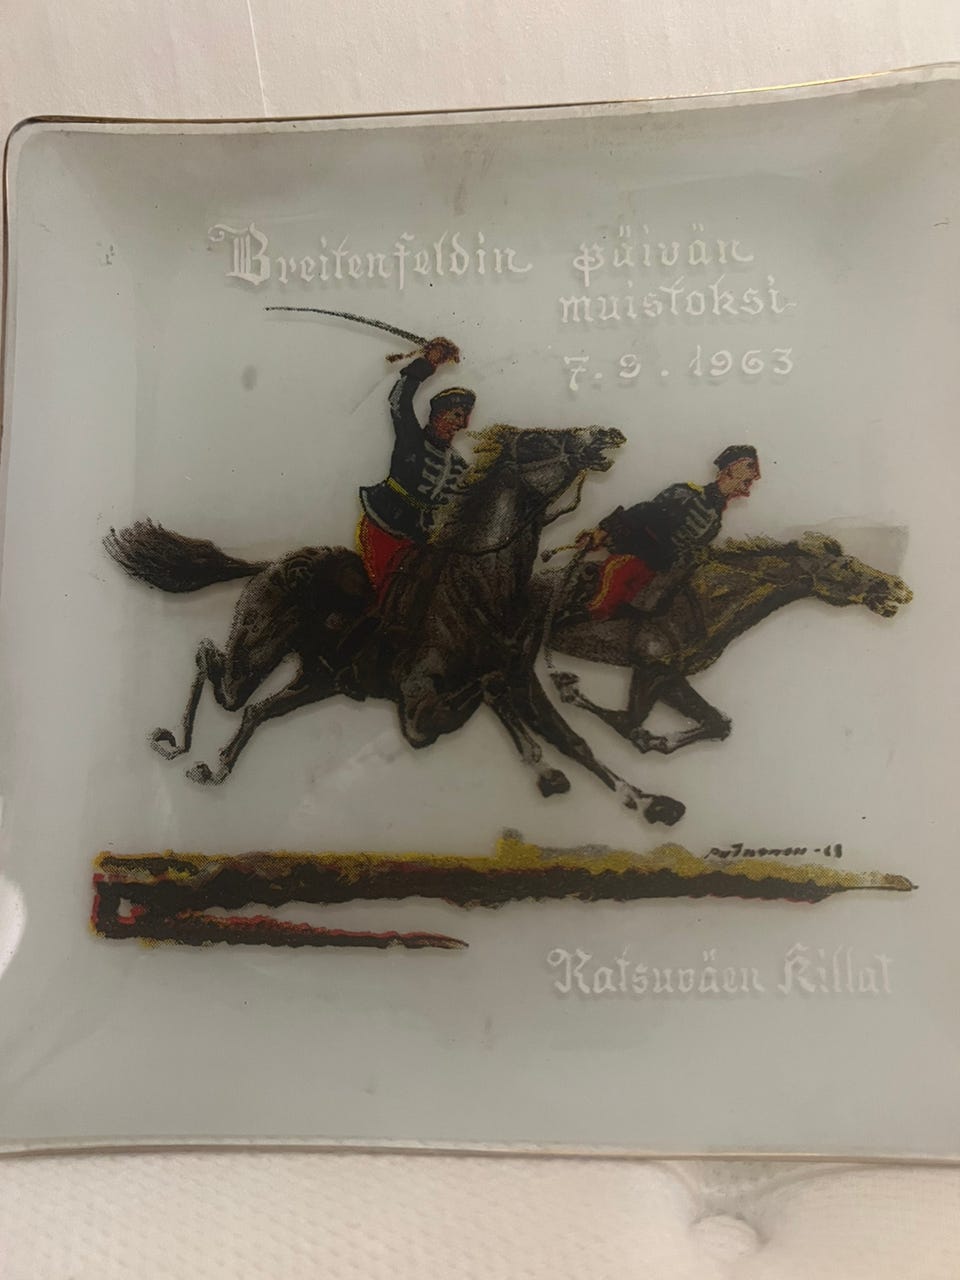 Breitenfeldin päivän
muistoksi
7.9.1963
Ratsuväen Killat